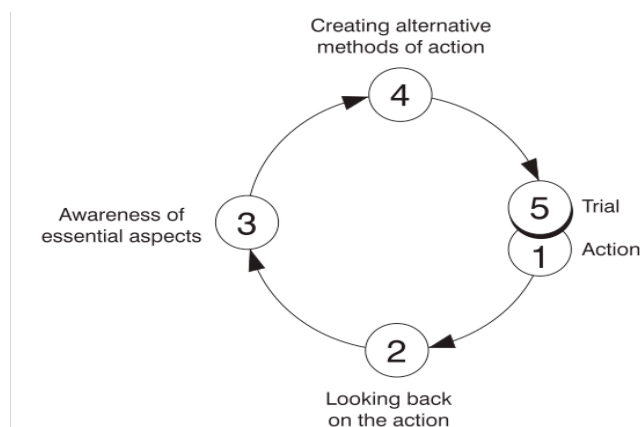 Creating alternative
methods of action
4
5
Trial
Awareness of
essential aspects
3
1
Action
2
Looking back
on the action